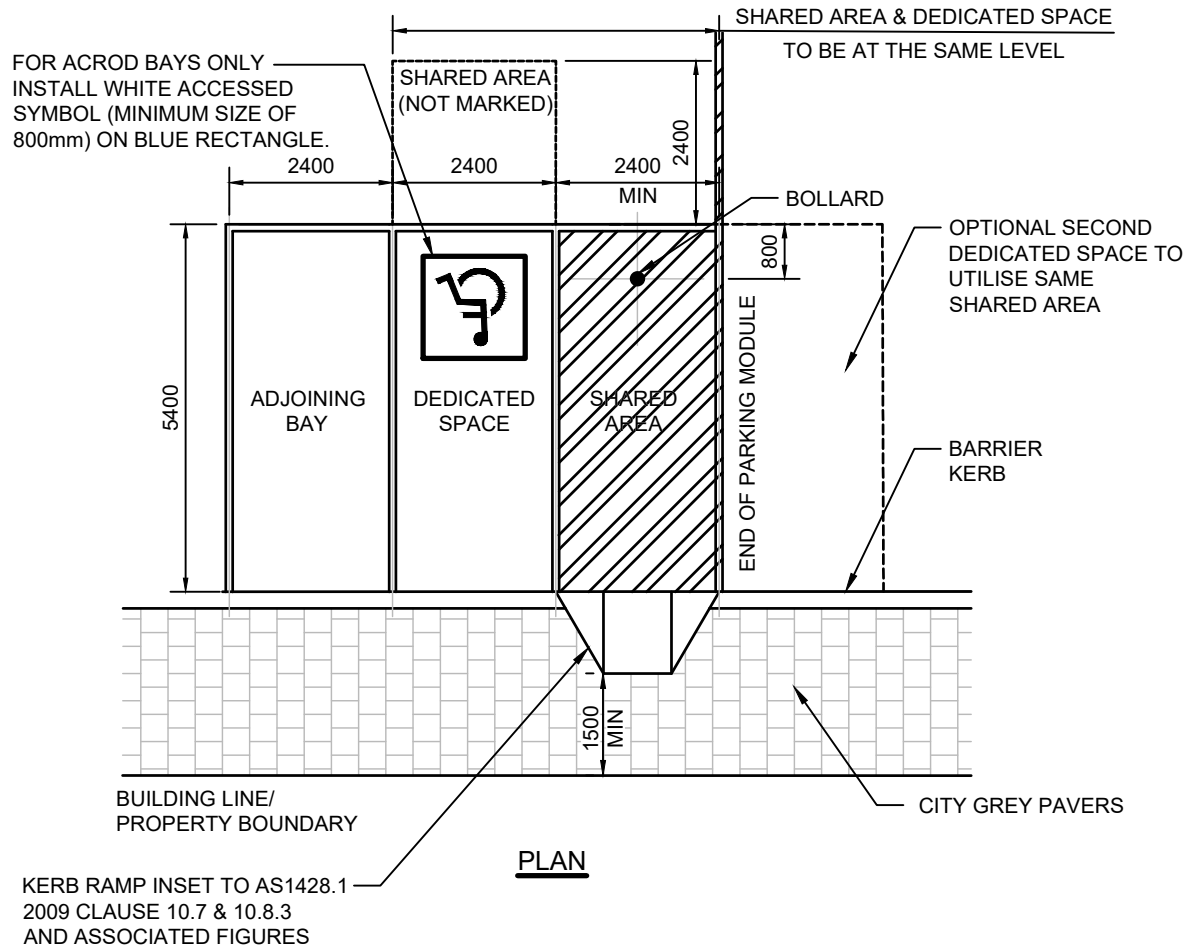 SHARED AREA & DEDICATED SPACE
TO BE AT THE SAME LEVEL
FOR ACROD BAYS ONLY
INSTALL WHITE ACCESSED
SYMBOL (MINIMUM SIZE OF
800mm) ON BLUE RECTANGLE.
SHARED AREA
(NOT MARKED)
2400
2400
2400
2400
MIN
BOLLARD
800
OPTIONAL SECOND
DEDICATED SPACE TO
UTILISE SAME
SHARED AREA
5400
ADJOINING
BAY
DEDICATED
SPACE
SHARED
AREA
END OF PARKING MODULE
BARRIER
KERB
1500
MIN
BUILDING LINE/
PROPERTY BOUNDARY
CITY GREY PAVERS
PLAN
KERB RAMP INSET TO AS1428.1
2009 CLAUSE 10.7 & 10.8.3
AND ASSOCIATED FIGURES